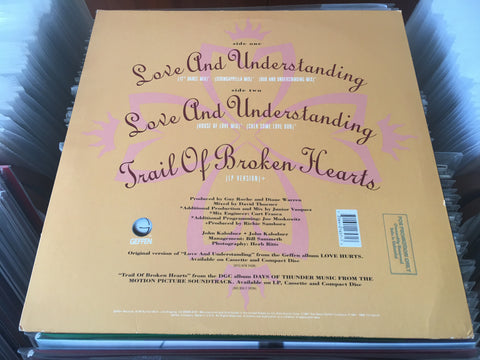 side one
Love And Understanding
(12" DANCE MIX) (STRINGAPELLA MIX) (DUB AND UNDERSTANDING MIX)
side two
Love And Understanding
(HOUSE OF LOVE MIX) (CHER SOME LOVE DUB)
Trail Of Broken Hearts
(LP VERSION)
Produced by Guy Roche and Diane Warren
Mixed by David Thoener
*Additional Production and Mix by Junior Vasquez
*Mix Engineer: Curt Frasca
*Additional Programming: Joe Moskowitz
+Produced by Richie Sambora
John Kalodner • John Kalodner
Management: Bill Sammeth
Photography: Herb Ritts
GEFFEN
Original version of "Love And Understanding" from the Geffen album LOVE HURTS.
Available on Cassette and Compact Disc
"Trail Of Broken Hearts" from the DGC album DAYS OF THUNDER MUSIC FROM THE
MOTION PICTURE SOUNDTRACK. Available on LP, Cassette and Compact Disc